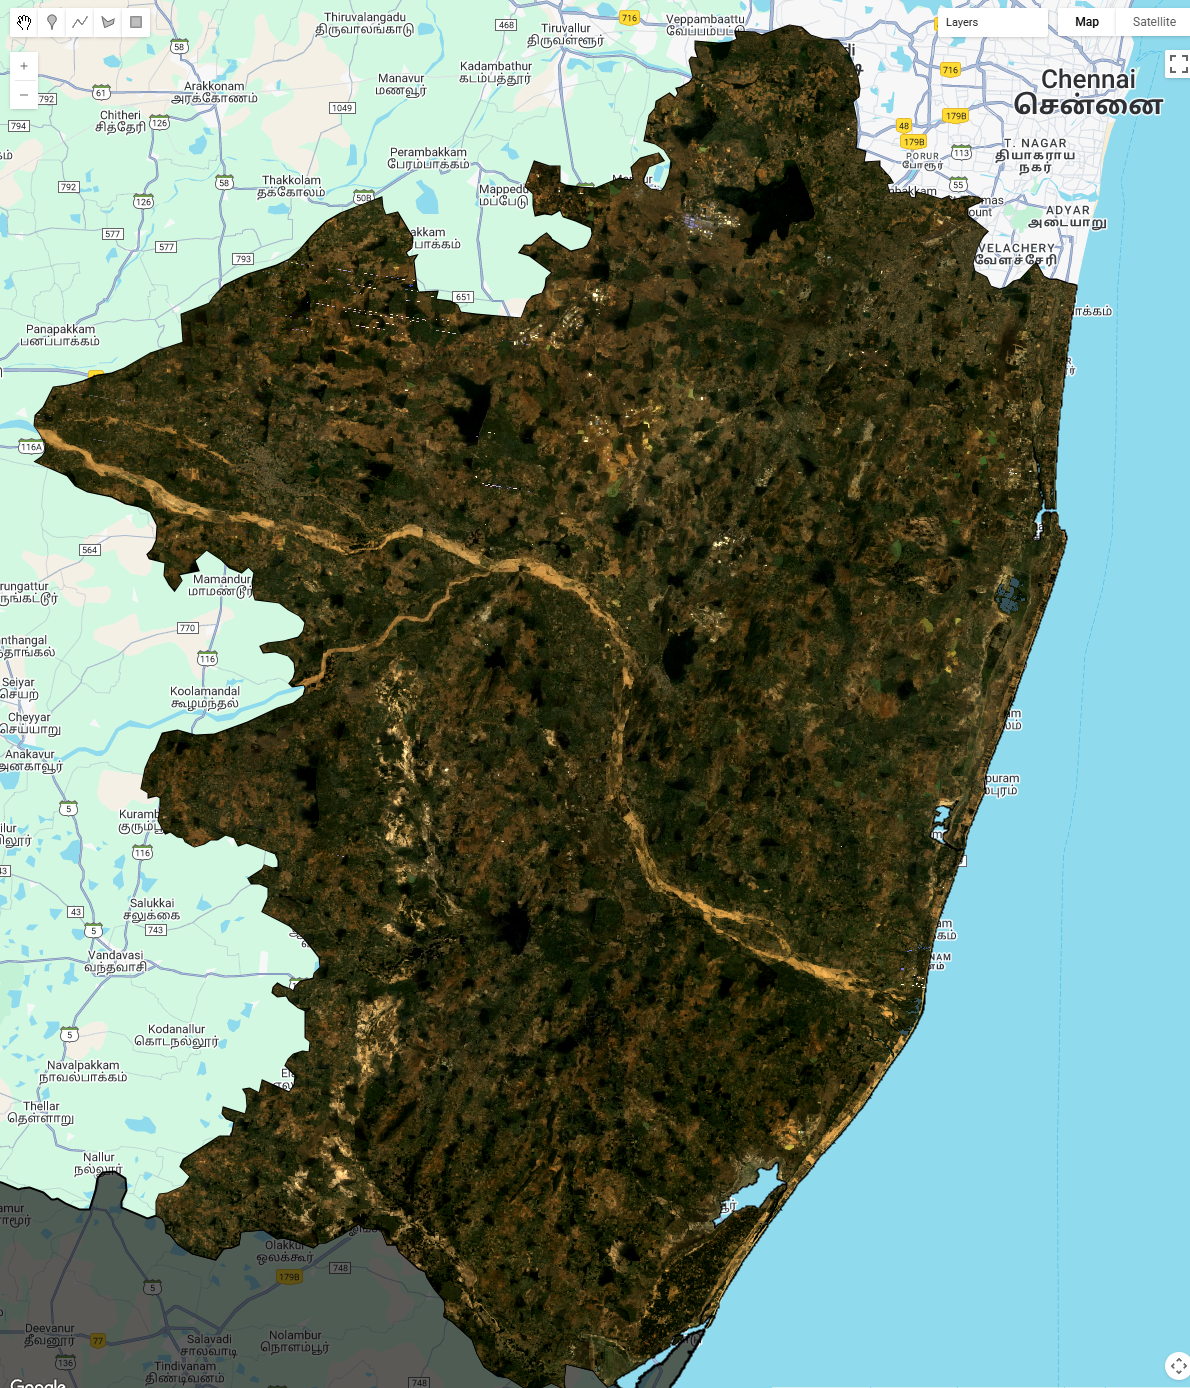 Thiruvalangadu
திருவாலங்காடு
468
716
Veppambaattu
Tiruvallur
திருவள்ளூர்
Layers
Map
Satellite
58
Kadambathur
கடம்பத்தூர்
716
Chennai
சென்னை
Manavur
மணவூர்
Arakkonam
அரக்கோணம்
61
792
1049
Chitheri
சித்தேரி
126
794
48
179B
179B
T. NAGAR
தியாகராய
நகர்
PORUR
போரூர்
113
Perambakkam
பேரம்பாக்கம்
Thakkolam
தக்கோலம்
58
792
126
50B
Mappedu
மப்பேடு
55
ount
ADYAR
அடையாறு
577
577
793
VELACHERY
வேளச்சேரி
651
Panapakkam
பனப்பாக்கம்
116A
564
Mamandur
மாமண்டூர்
770
116
Seiyar
செயற்
Koolamandal
கூழமந்தல்
Cheyyar
செய்யாறு
Anakavur
அனகாவூர்
5
116
Salukkai
சலுக்கை
43
743
5
Vandavasi
வந்தவாசி
5
Kodanallur
கொடநல்லூர்
Navalpakkam
நாவல்பாக்கம்
Thellar
தெள்ளாறு
Nallur
நல்லூர்
Olakkur
ஒலக்கூர்
748
179B
5
Deevanur
தீவனூர்
77
136
Salavadi
சாலவாடி
Nolambur
நொளம்பூர்
Tindivanam
திண்டிவனம்
748
Google